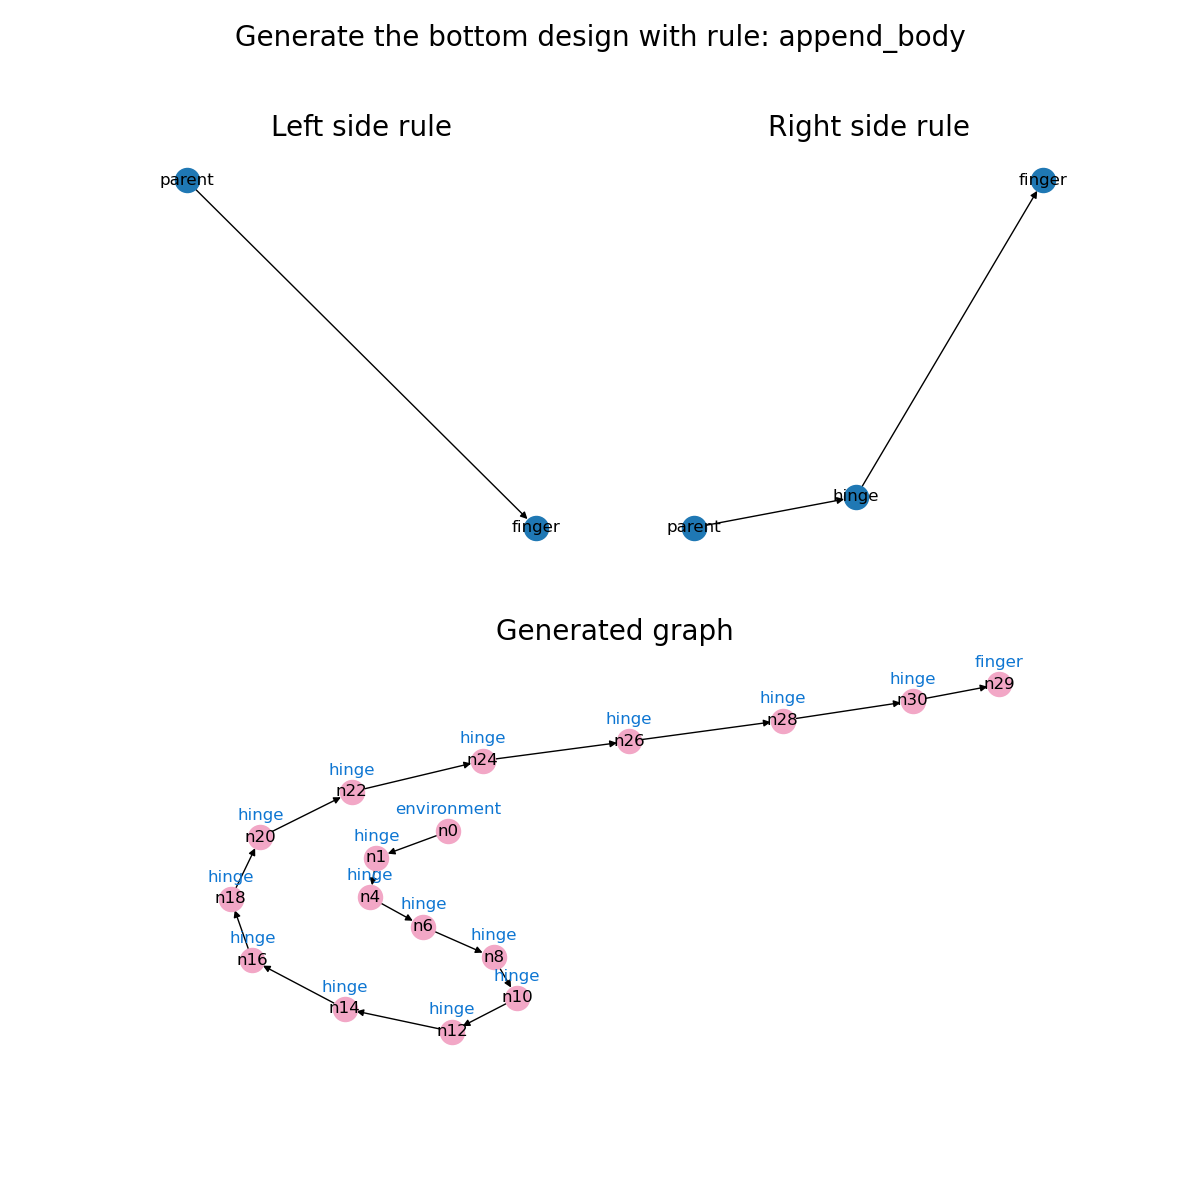 Generate the bottom design with rule: append_body
Left side rule
Right side rule
parent
finger
finger
hinge
parent
finger
Generated graph
finger
hinge
n29
hinge
n30
hinge
n28
hinge
n26
hinge
n24
hinge
n22
environment
hinge
n0
hinge
n20
n1
hinge
hinge
n18
n4
hinge
n6
hinge
hinge
n8
n16
hinge
hinge
n10
hinge
n14
n12